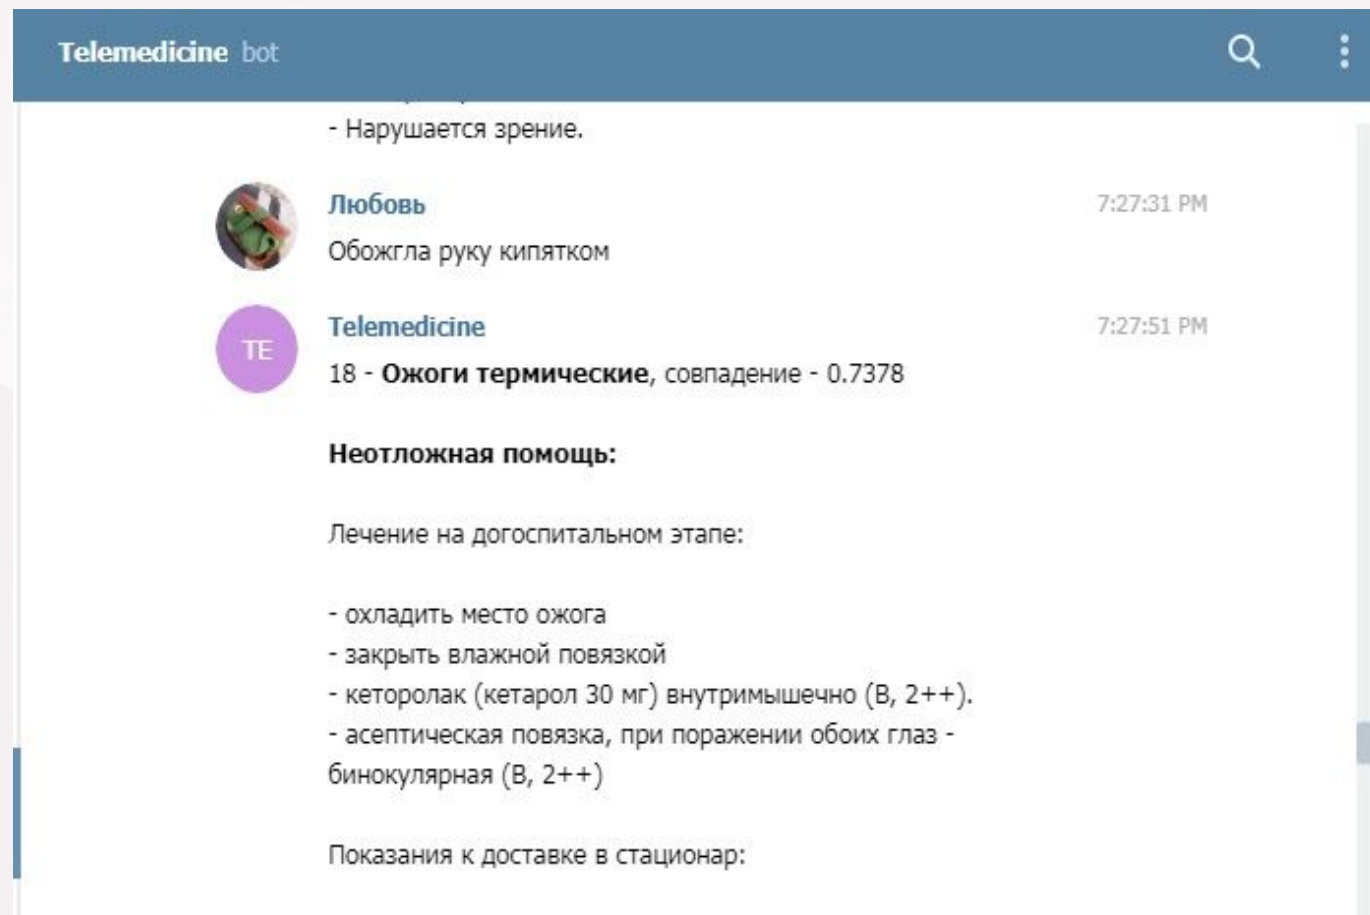 Telemedicine bot
- Нарушается зрение.
Любовь 7:27:31 PM
Обожгла руку кипятком
TE
Telemedicine 7:27:51 PM
18 - Ожоги термические, совпадение - 0.7378
Неотложная помощь:
Лечение на догоспитальном этапе:
- охладить место ожога
- закрыть влажной повязкой
- кеторолак (кетарол 30 мг) внутримышечно (В, 2++).
- асептическая повязка, при поражении обоих глаз -
бинокулярная (В, 2++)
Показания к доставке в стационар: